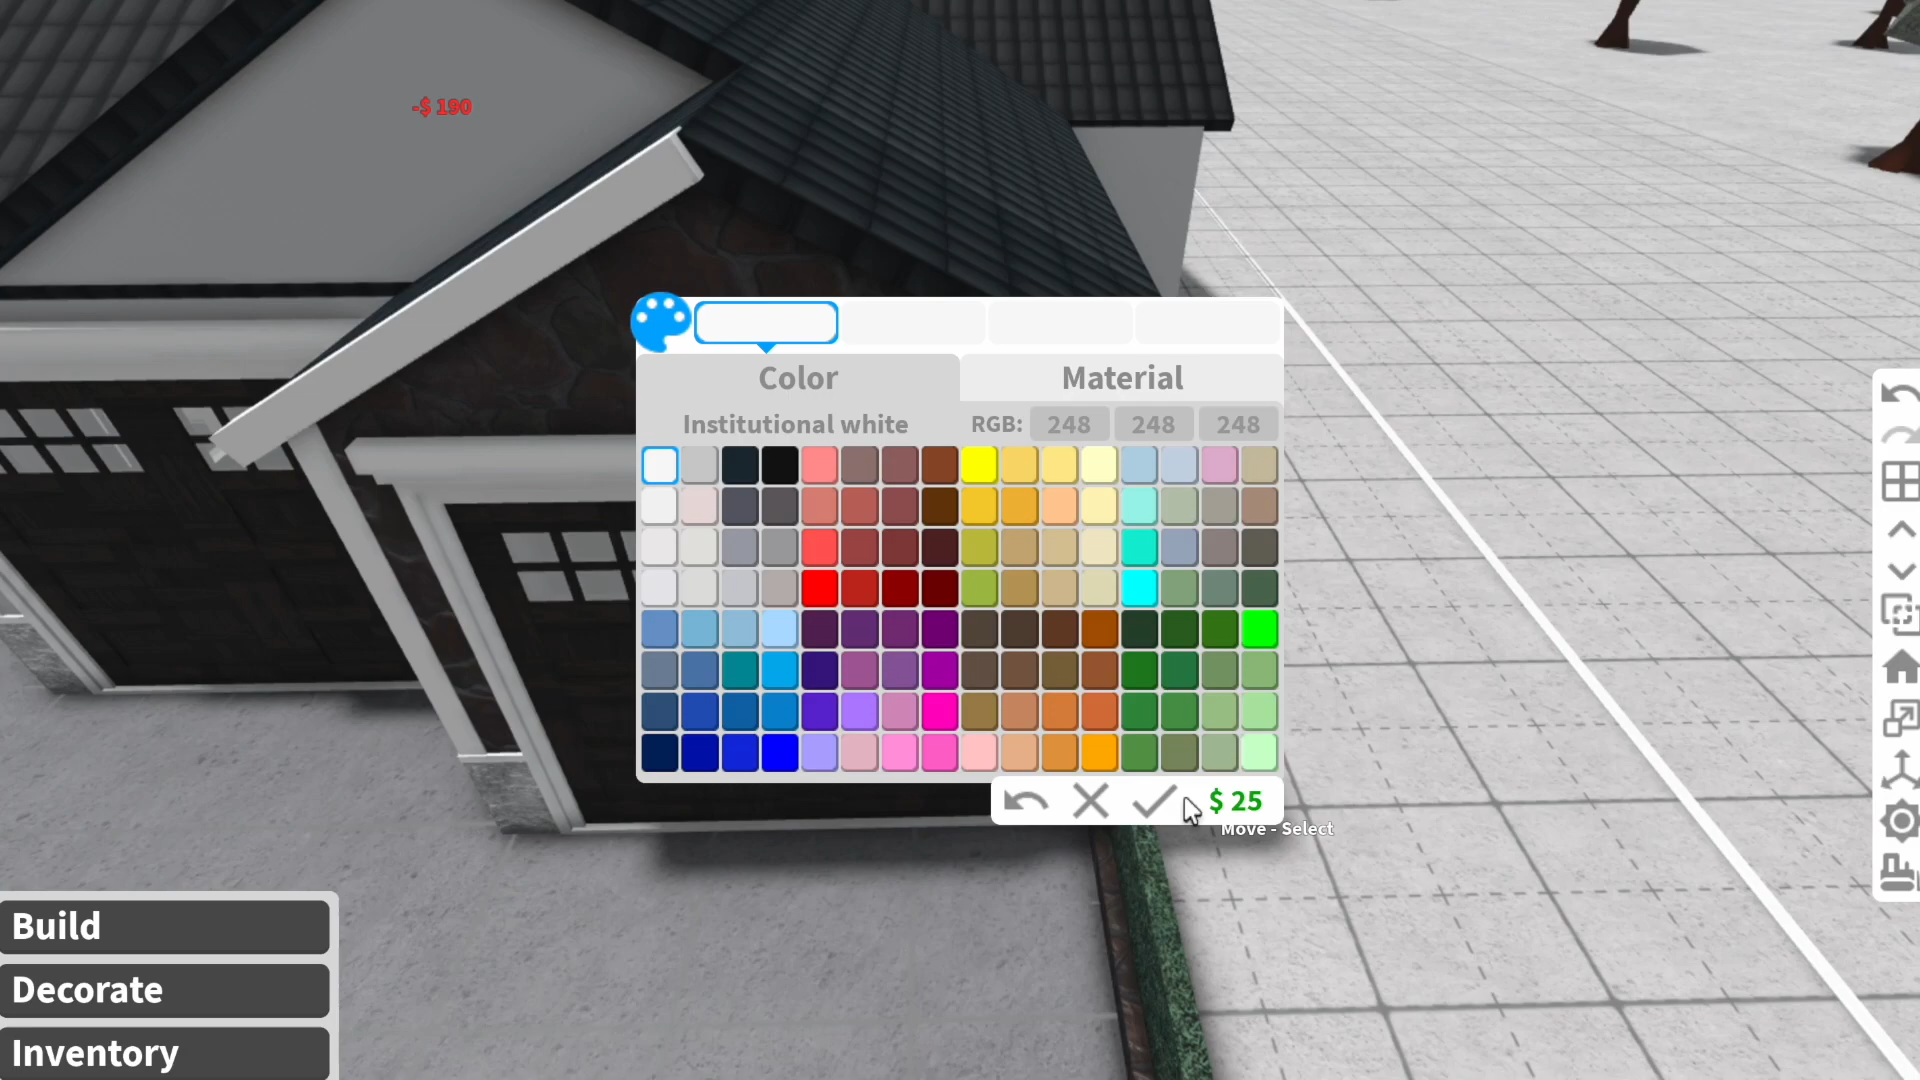 -$ 190
Color
Material
Institutional white
RGB: 248 248 248
$ 25
Move - Select
Build
Decorate
Inventory